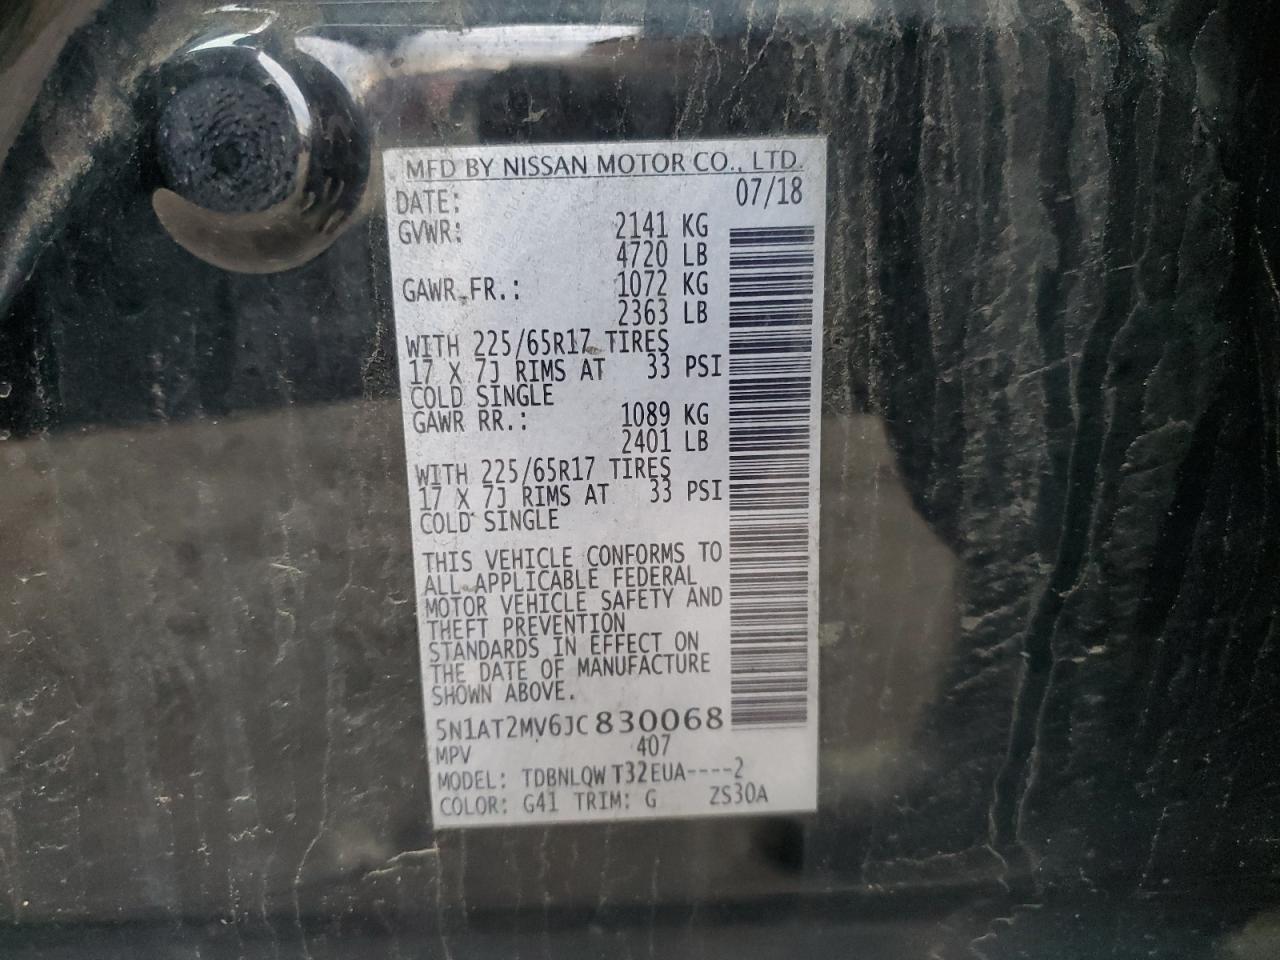 MFD BY NISSAN MOTOR CO., LTD.
DATE: 07/18
GVWR: 2141 KG
4720 LB
GAWR FR.: 1072 KG
2363 LB
WITH 225/65R17 TIRES
17 X 7J RIMS AT 33 PSI
COLD SINGLE
GAWR RR.: 1089 KG
2401 LB
WITH 225/65R17 TIRES
17 X 7J RIMS AT 33 PSI
COLD SINGLE
THIS VEHICLE CONFORMS TO
ALL APPLICABLE FEDERAL
MOTOR VEHICLE SAFETY AND
THEFT PREVENTION
STANDARDS IN EFFECT ON
THE DATE OF MANUFACTURE
SHOWN ABOVE.
5N1AT2MV6JC830068
MPV 407
MODEL: TDBNLQW T32EUA----2
COLOR: G41 TRIM: G ZS30A